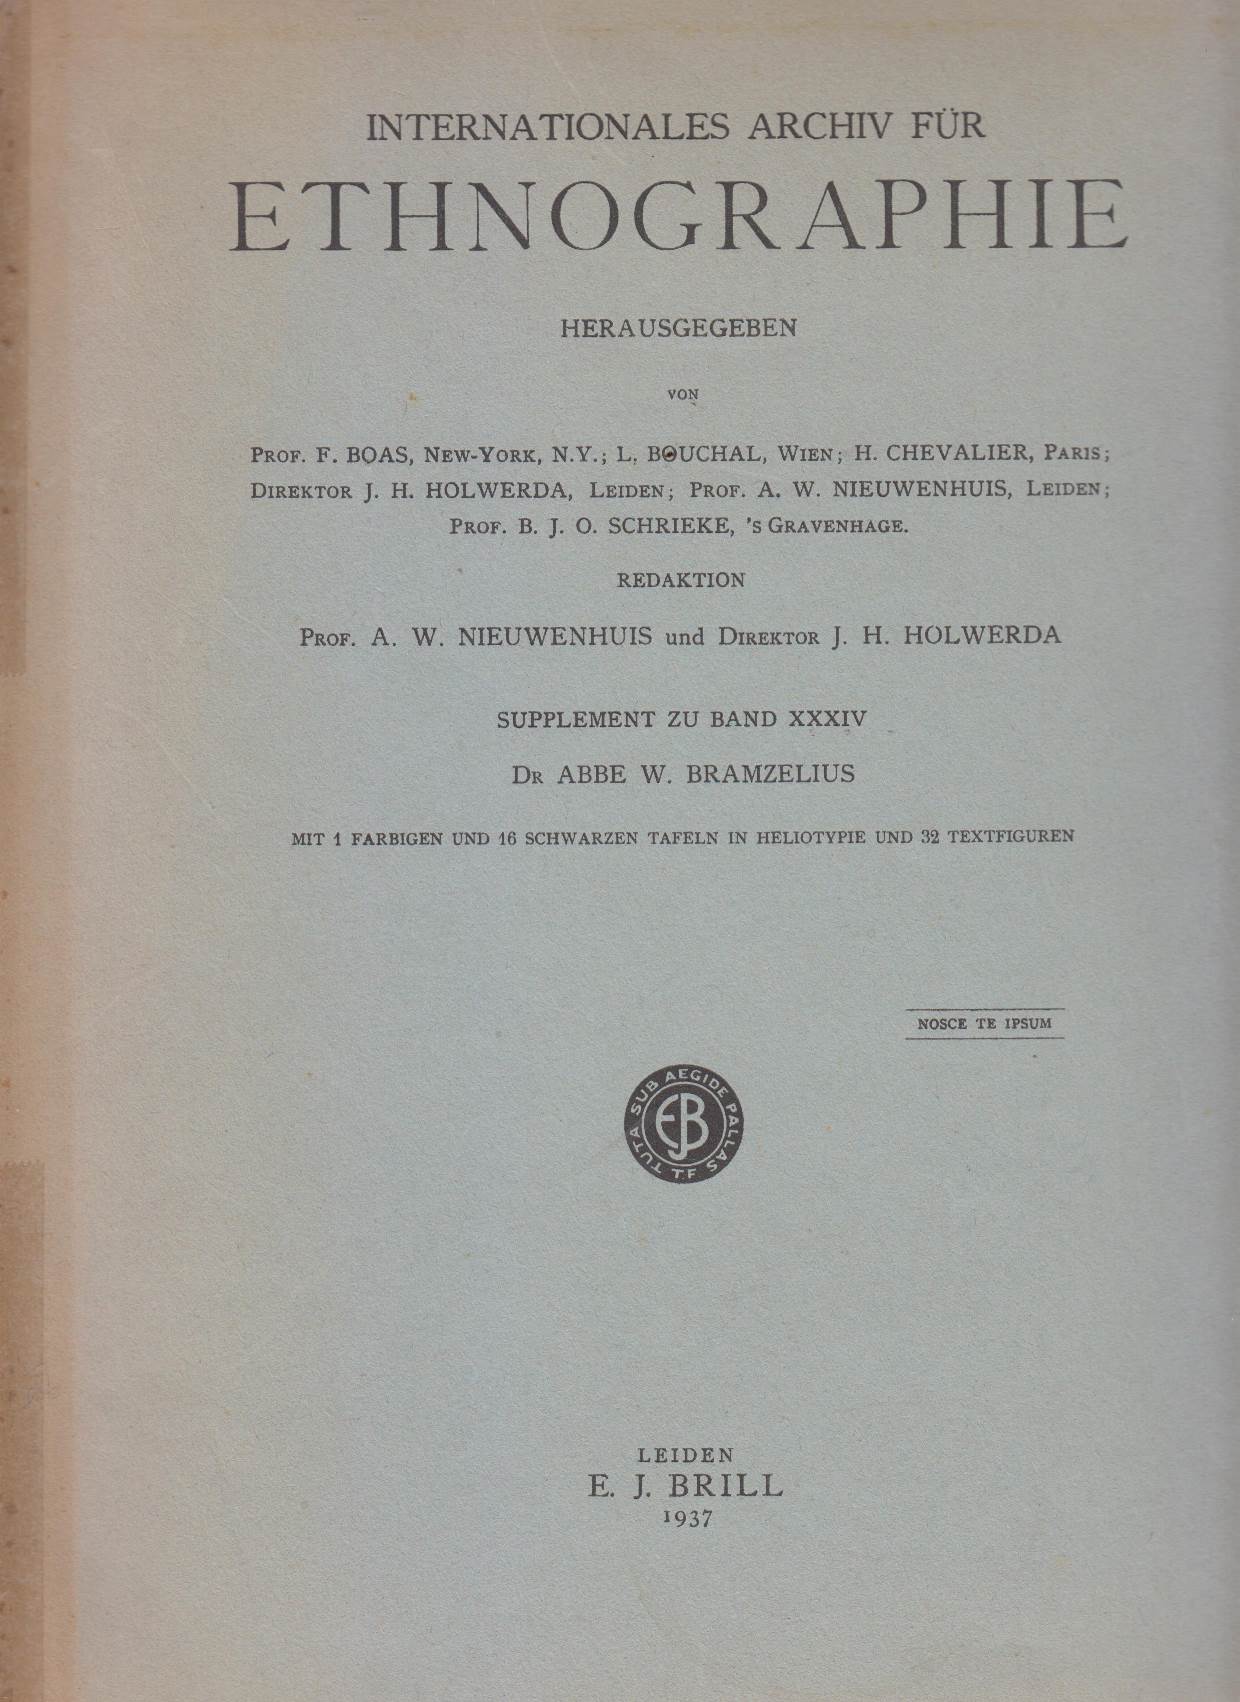 INTERNATIONALES ARCHIV FÜR
ETHNOGRAPHIE
HERAUSGEGEBEN
VON
PROF. F. BOAS, NEW-YORK, N.Y.; L. BOUCHAL, WIEN; H. CHEVALIER, PARIS;
DIREKTOR J. H. HOLWERDA, LEIDEN; PROF. A. W. NIEUWENHUIS, LEIDEN;
PROF. B. J. O. SCHRIEKE, 'S GRAVENHAGE.
REDAKTION
PROF. A. W. NIEUWENHUIS und DIREKTOR J. H. HOLWERDA
SUPPLEMENT ZU BAND XXXIV
DR ABBE W. BRAMZELIUS
MIT 1 FARBIGEN UND 16 SCHWARZEN TAFELN IN HELIOTYPIE UND 32 TEXTFIGUREN
NOSCE TE IPSUM
TUTA SUB AEGIDE PALLAS
EJB
T.F
LEIDEN
E. J. BRILL
1937